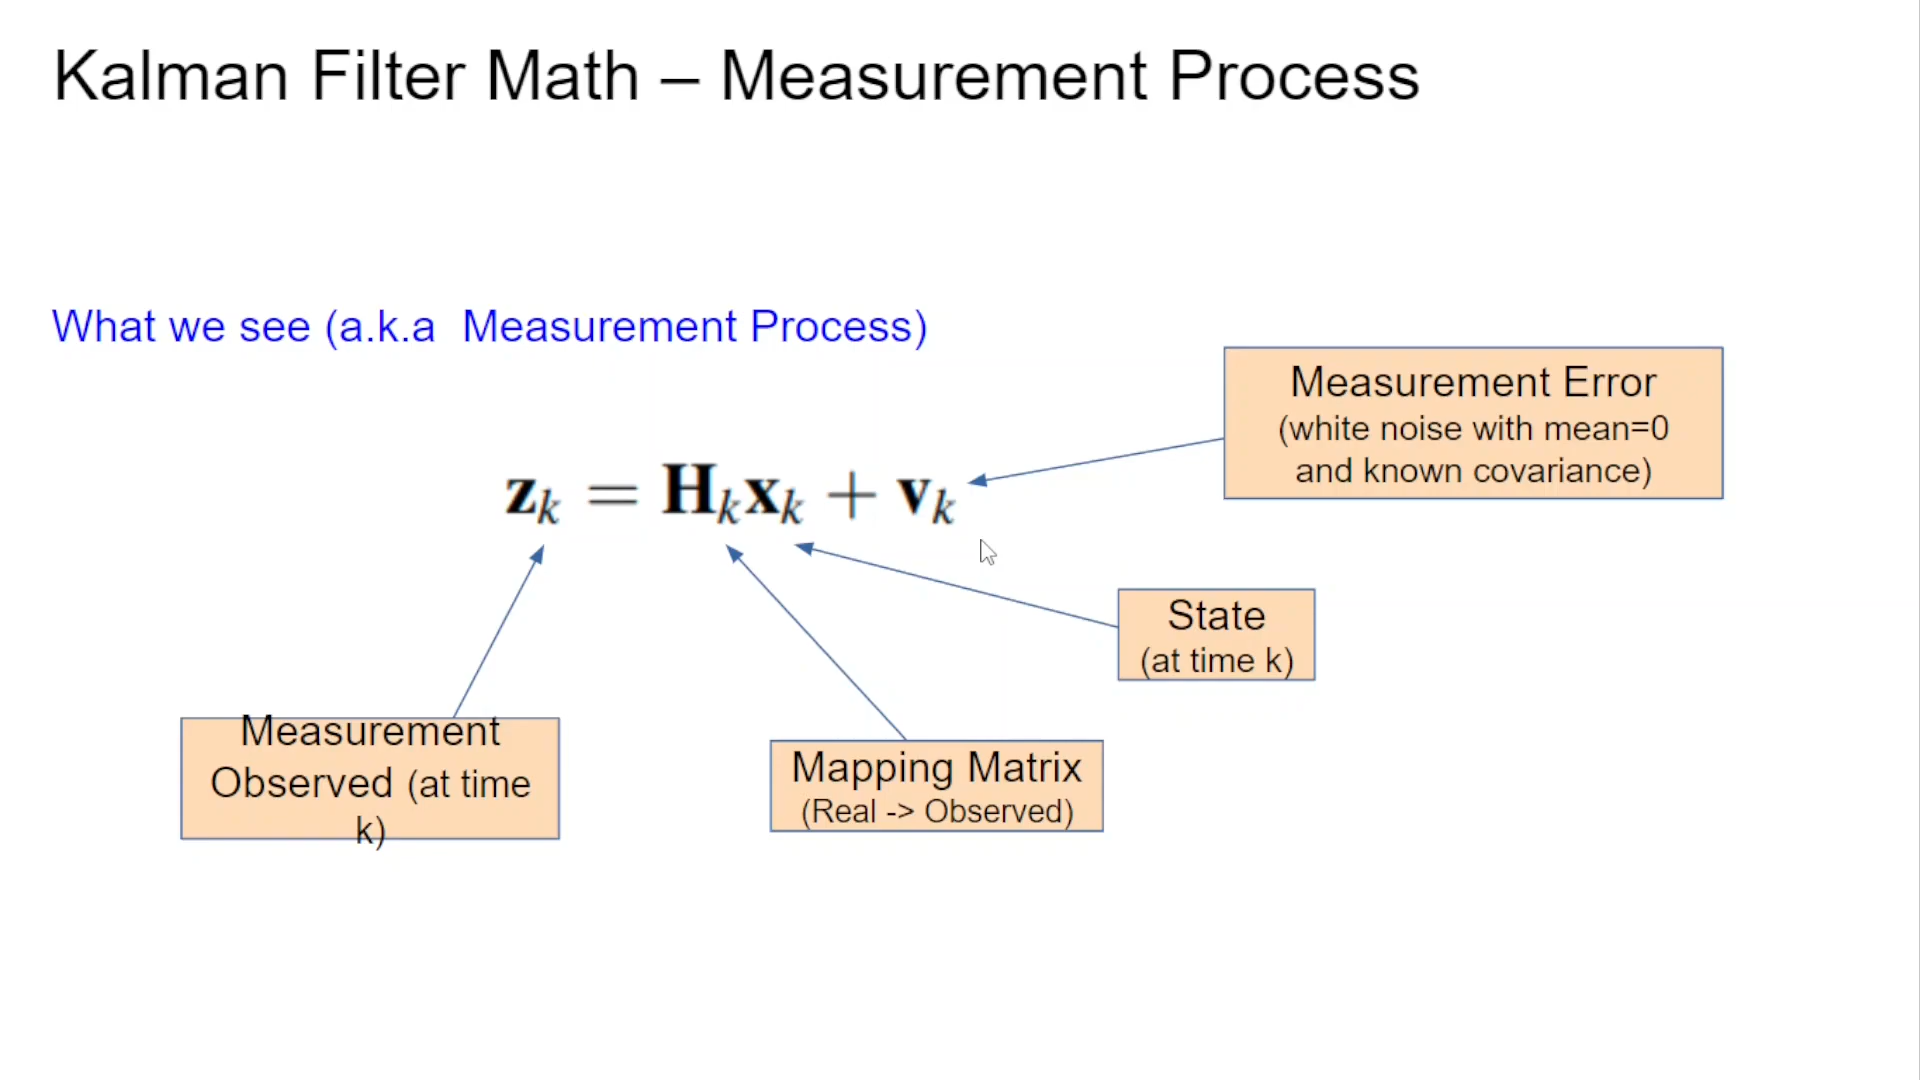 Kalman Filter Math – Measurement Process
What we see (a.k.a  Measurement Process)
Measurement Error
(white noise with mean=0
and known covariance)
zₖ = Hₖxₖ + vₖ
State
(at time k)
Measurement
Observed (at time
k)
Mapping Matrix
(Real -> Observed)